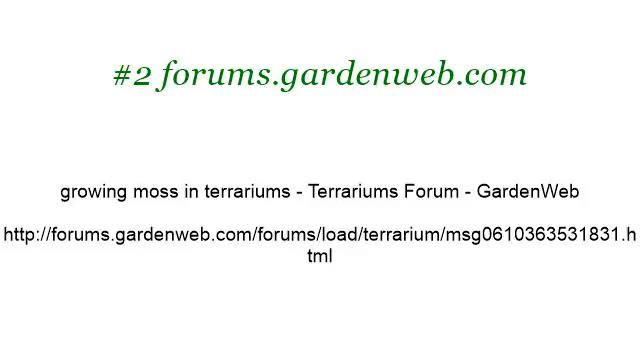 #2 forums.gardenweb.com
growing moss in terrariums - Terrariums Forum - GardenWeb
http://forums.gardenweb.com/forums/load/terrarium/msg0610363531831.h
tml